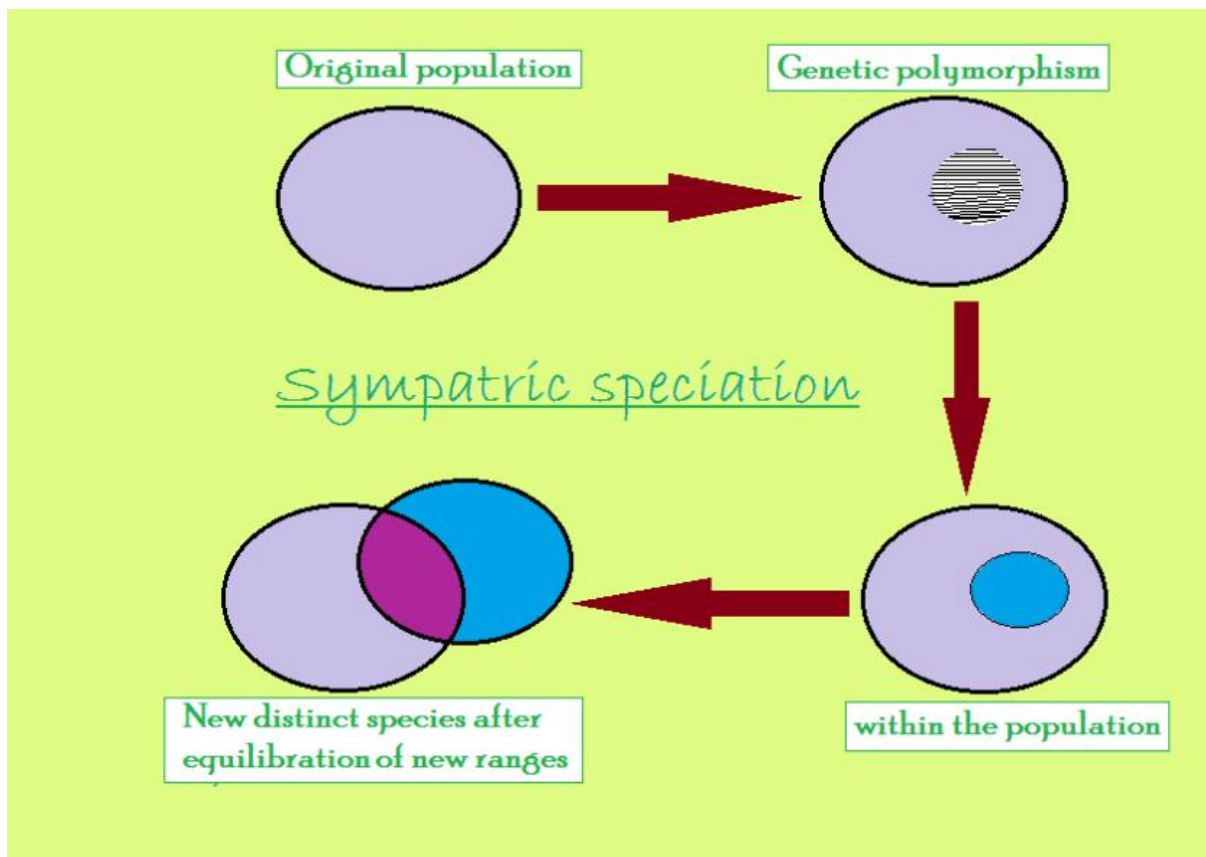 Original population
Genetic polymorphism
Sympatric speciation
within the population
New distinct species after
equilibration of new ranges